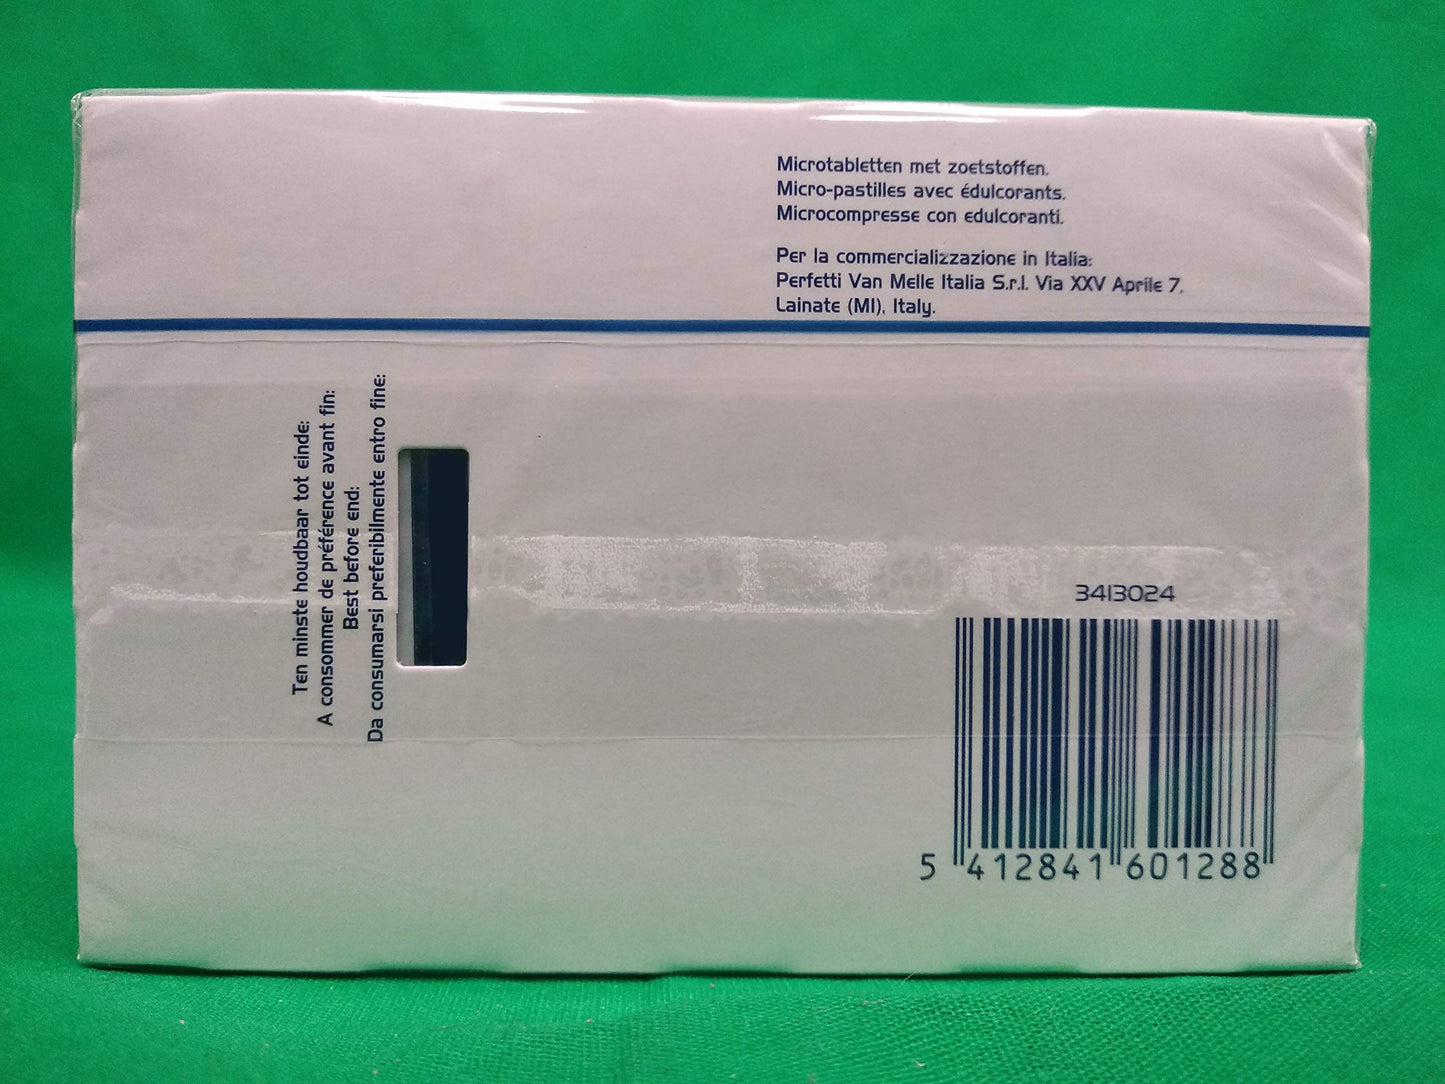 Microtabletten met zoetstoffen.
Micro-pastilles avec édulcorants.
Microcompresse con edulcoranti.
Per la commercializzazione in Italia:
Perfetti Van Melle Italia S.r.l. Via XXV Aprile 7,
Lainate (MI), Italy.
Ten minste houdbaar tot einde:
A consommer de préférence avant fin:
Best before end:
Da consumarsi preferibilmente entro fine:
3413024
5 412841 601288